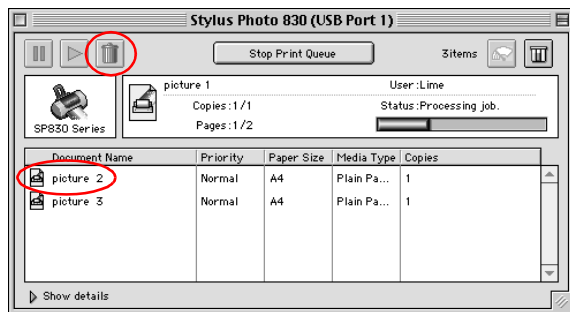 Stylus Photo 830 (USB Port 1)
Stop Print Queue
3items
SP830 Series
picture 1
User:Lime
Copies:1/1
Status:Processing job.
Pages:1/2
Document Name Priority Paper Size Media Type Copies
picture 2 Normal A4 Plain Pa... 1
picture 3 Normal A4 Plain Pa... 1
Show details